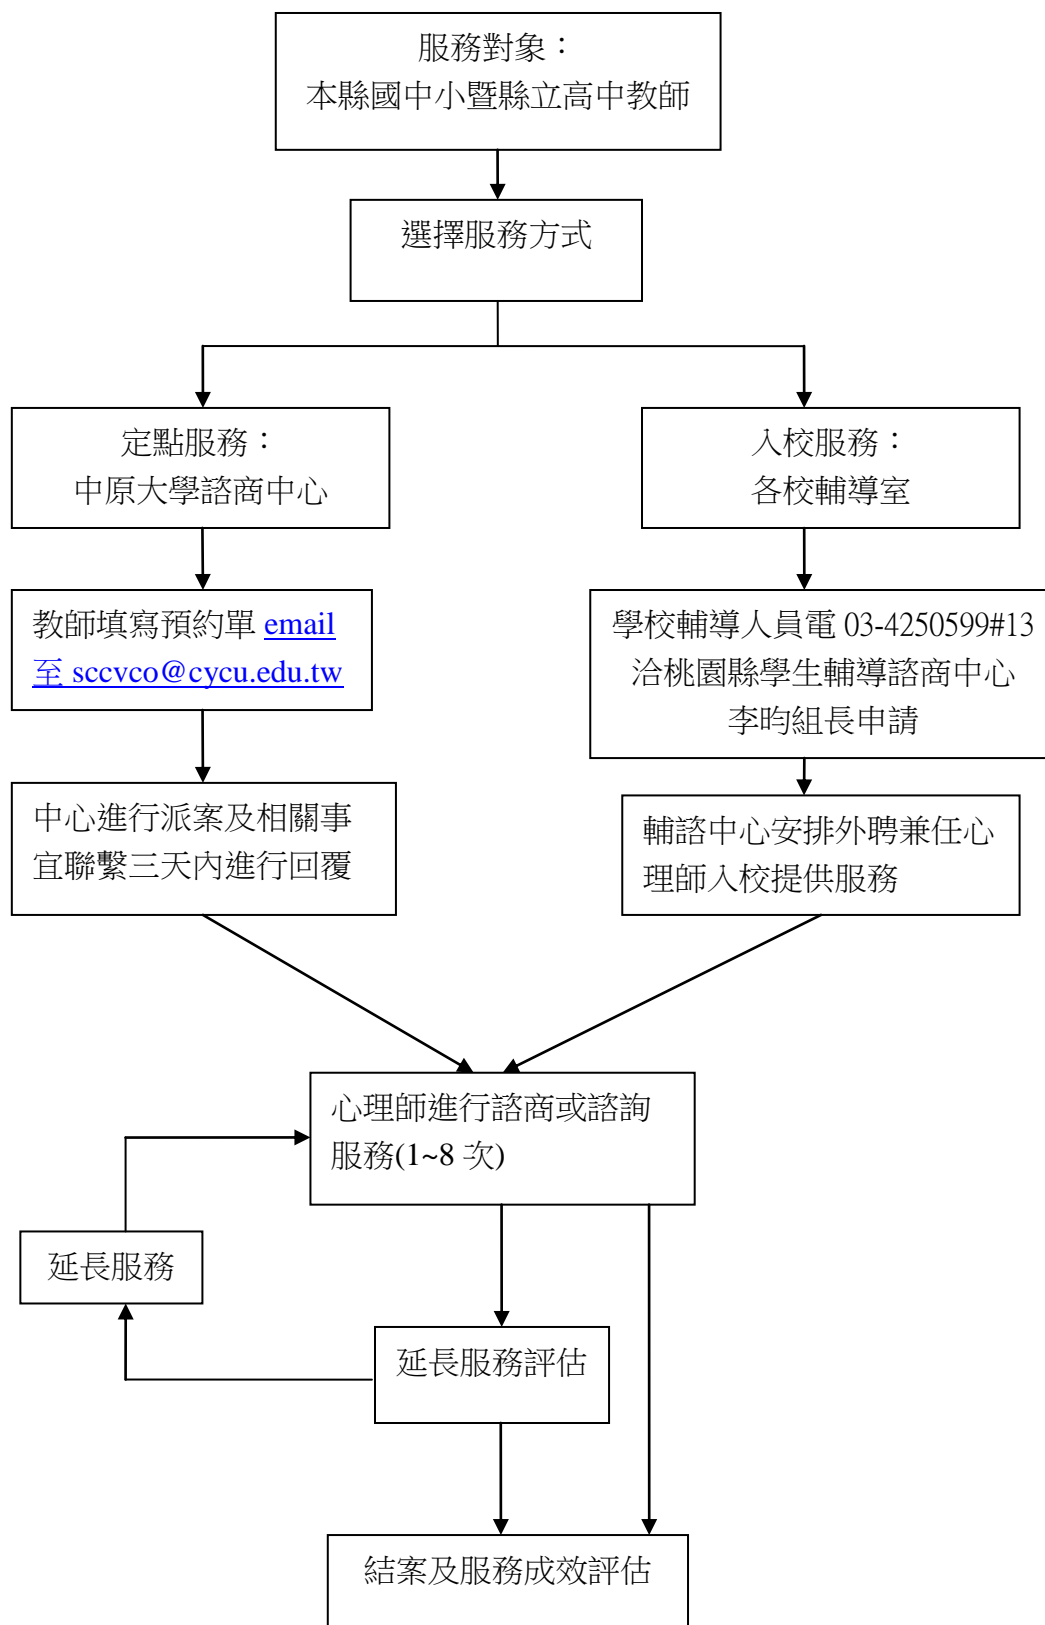 服務對象：
本縣國中小暨縣立高中教師
選擇服務方式
定點服務：
中原大學諮商中心
入校服務：
各校輔導室
教師填寫預約單 email
至 sccvco@cycu.edu.tw
學校輔導人員電 03-4250599#13
洽桃園縣學生輔導諮商中心
李昀組長申請
中心進行派案及相關事
宜聯繫三天內進行回覆
輔諮中心安排外聘兼任心
理師入校提供服務
心理師進行諮商或諮詢
服務(1~8 次)
延長服務
延長服務評估
結案及服務成效評估